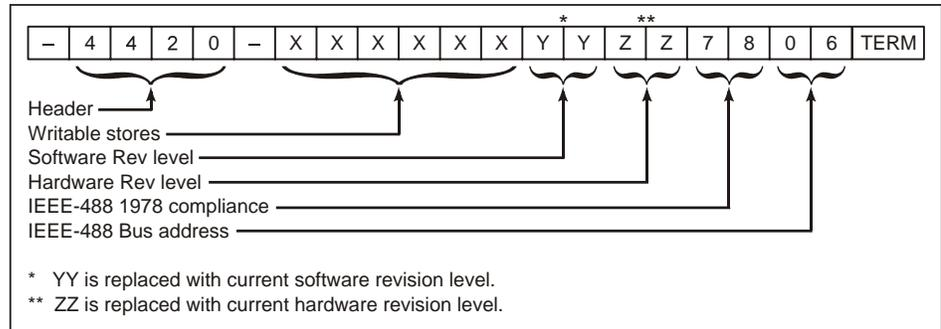 * **
– 4 4 2 0 – X X X X X X Y Y Z Z 7 8 0 6 TERM
Header
Writable stores
Software Rev level
Hardware Rev level
IEEE-488 1978 compliance
IEEE-488 Bus address
* YY is replaced with current software revision level.
** ZZ is replaced with current hardware revision level.